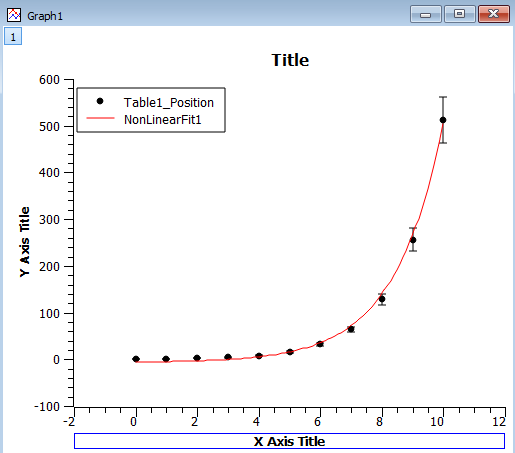 Graph1
1
Title
600
500
400
300
200
100
0
-100
Y Axis Title
Table1_Position
NonLinearFit1
-2 0 2 4 6 8 10 12
X Axis Title